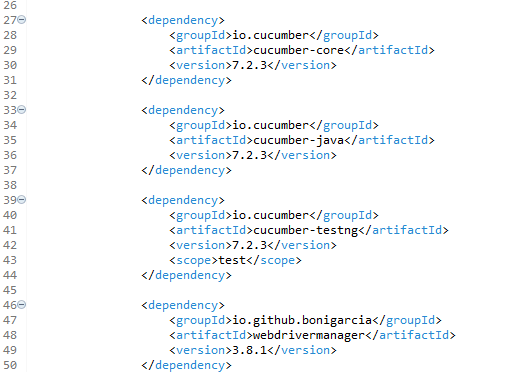 26
27 <dependency>
28 <groupId>io.cucumber</groupId>
29 <artifactId>cucumber-core</artifactId>
30 <version>7.2.3</version>
31 </dependency>
32
33 <dependency>
34 <groupId>io.cucumber</groupId>
35 <artifactId>cucumber-java</artifactId>
36 <version>7.2.3</version>
37 </dependency>
38
39 <dependency>
40 <groupId>io.cucumber</groupId>
41 <artifactId>cucumber-testng</artifactId>
42 <version>7.2.3</version>
43 <scope>test</scope>
44 </dependency>
45
46 <dependency>
47 <groupId>io.github.bonigarcia</groupId>
48 <artifactId>webdrivermanager</artifactId>
49 <version>3.8.1</version>
50 </dependency>